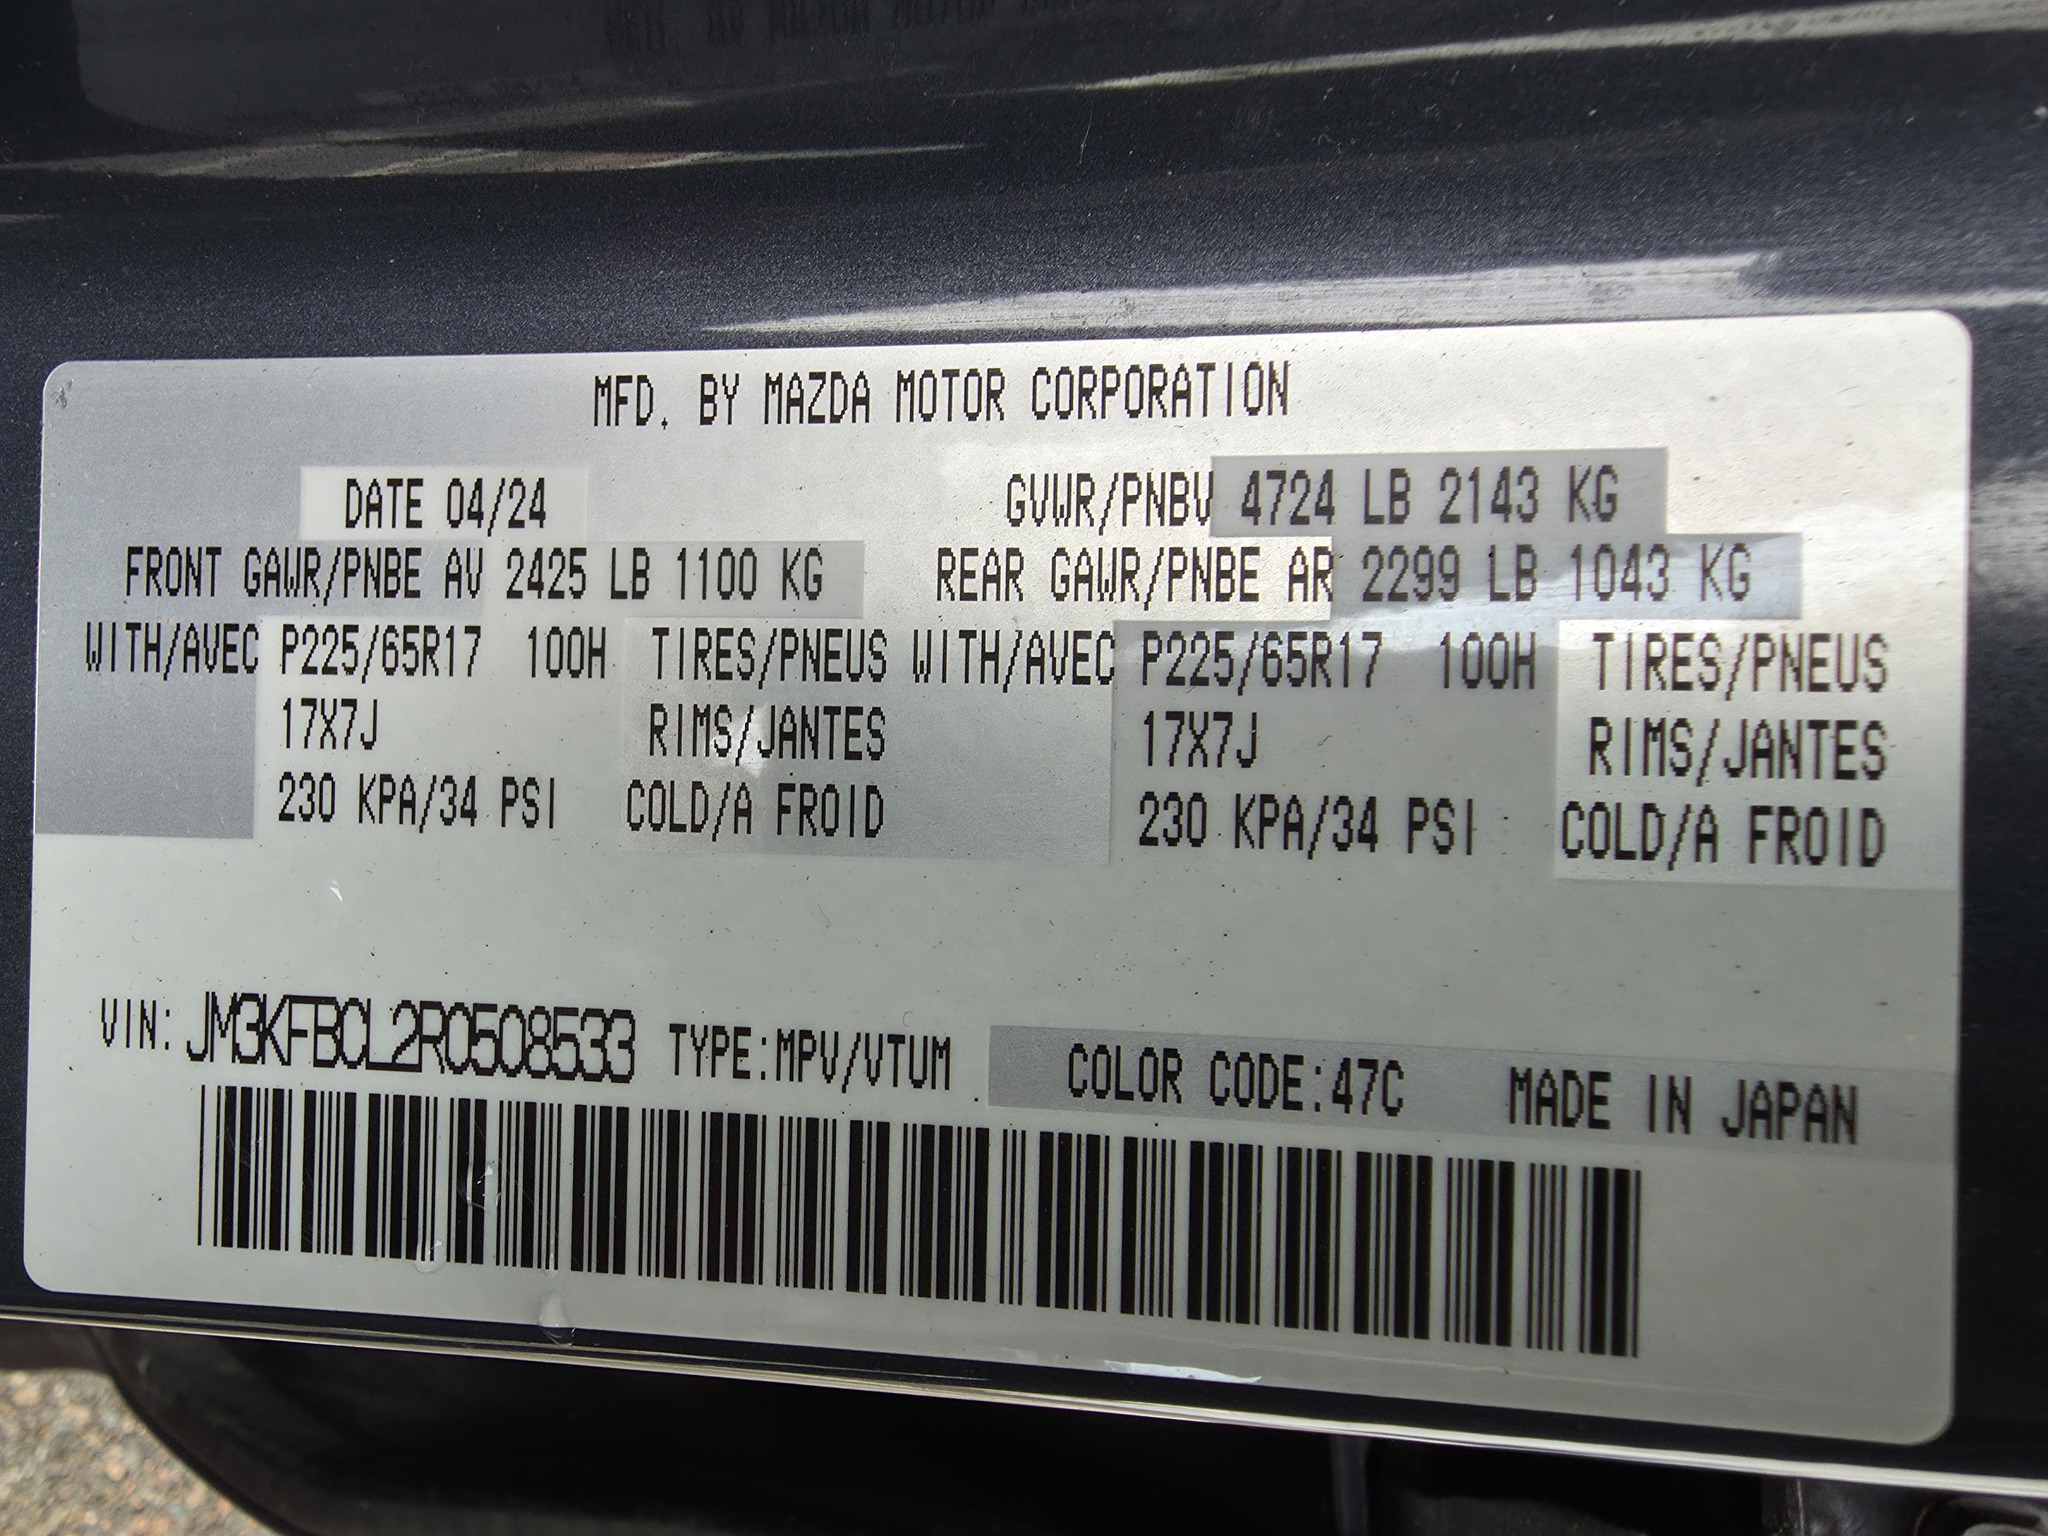 MFD. BY MAZDA MOTOR CORPORATION
DATE 04/24 GVWR/PNBV 4724 LB 2143 KG
FRONT GAWR/PNBE AV 2425 LB 1100 KG REAR GAWR/PNBE AR 2299 LB 1043 KG
WITH/AVEC P225/65R17 100H TIRES/PNEUS WITH/AVEC P225/65R17 100H TIRES/PNEUS
17X7J RIMS/JANTES 17X7J RIMS/JANTES
230 KPA/34 PSI COLD/A FROID 230 KPA/34 PSI COLD/A FROID
VIN: JM3KFBCL2R0508533 TYPE:MPV/VTUM COLOR CODE:47C MADE IN JAPAN